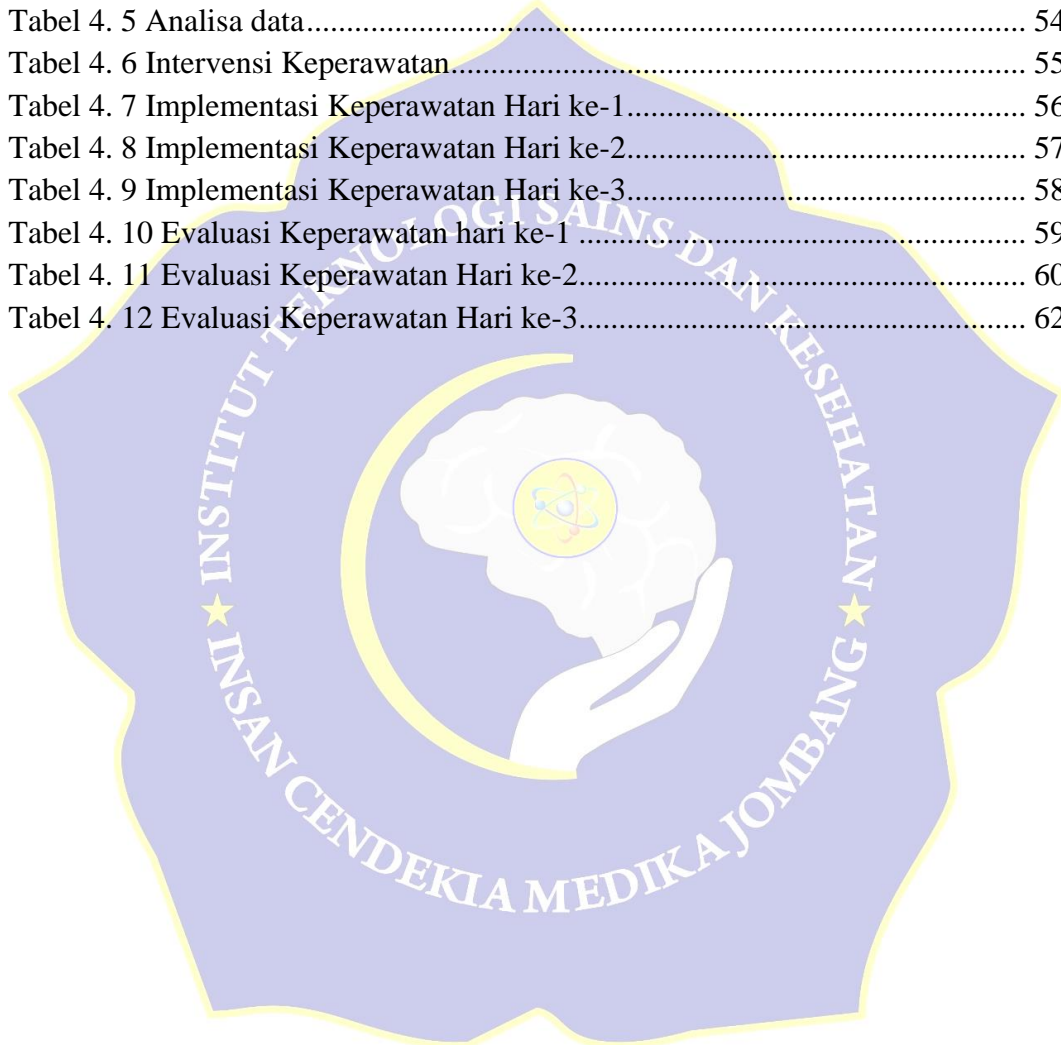 Tabel 4. 5 Analisa data........................................................................................ 54
Tabel 4. 6 Intervensi Keperawatan.................................................................... 55
Tabel 4. 7 Implementasi Keperawatan Hari ke-1............................................... 56
Tabel 4. 8 Implementasi Keperawatan Hari ke-2............................................... 57
Tabel 4. 9 Implementasi Keperawatan Hari ke-3............................................... 58
Tabel 4. 10 Evaluasi Keperawatan hari ke-1 ..................................................... 59
Tabel 4. 11 Evaluasi Keperawatan Hari ke-2..................................................... 60
Tabel 4. 12 Evaluasi Keperawatan Hari ke-3..................................................... 62
INSTITUT TEKNOLOGI SAINS DAN KESEHATAN
INSAN CENDEKIA MEDIKA JOMBANG